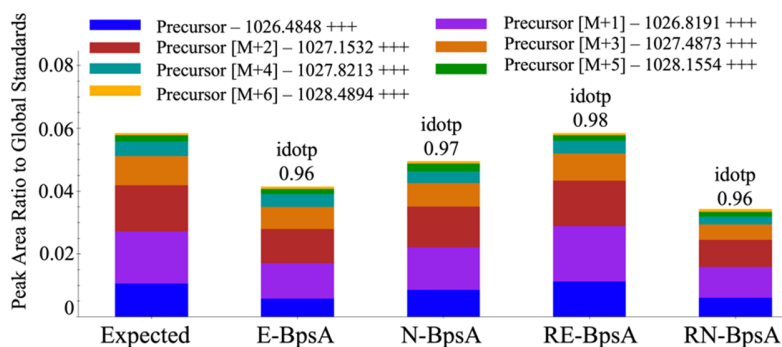 Precursor – 1026.4848 +++
Precursor [M+1] – 1026.8191 +++
Precursor [M+2] – 1027.1532 +++
Precursor [M+3] – 1027.4873 +++
Precursor [M+4] – 1027.8213 +++
Precursor [M+5] – 1028.1554 +++
Precursor [M+6] – 1028.4894 +++
Peak Area Ratio to Global Standards
0.08
0.06
0.04
0.02
0
idotp
0.96
idotp
0.97
idotp
0.98
idotp
0.96
Expected
E-BpsA
N-BpsA
RE-BpsA
RN-BpsA